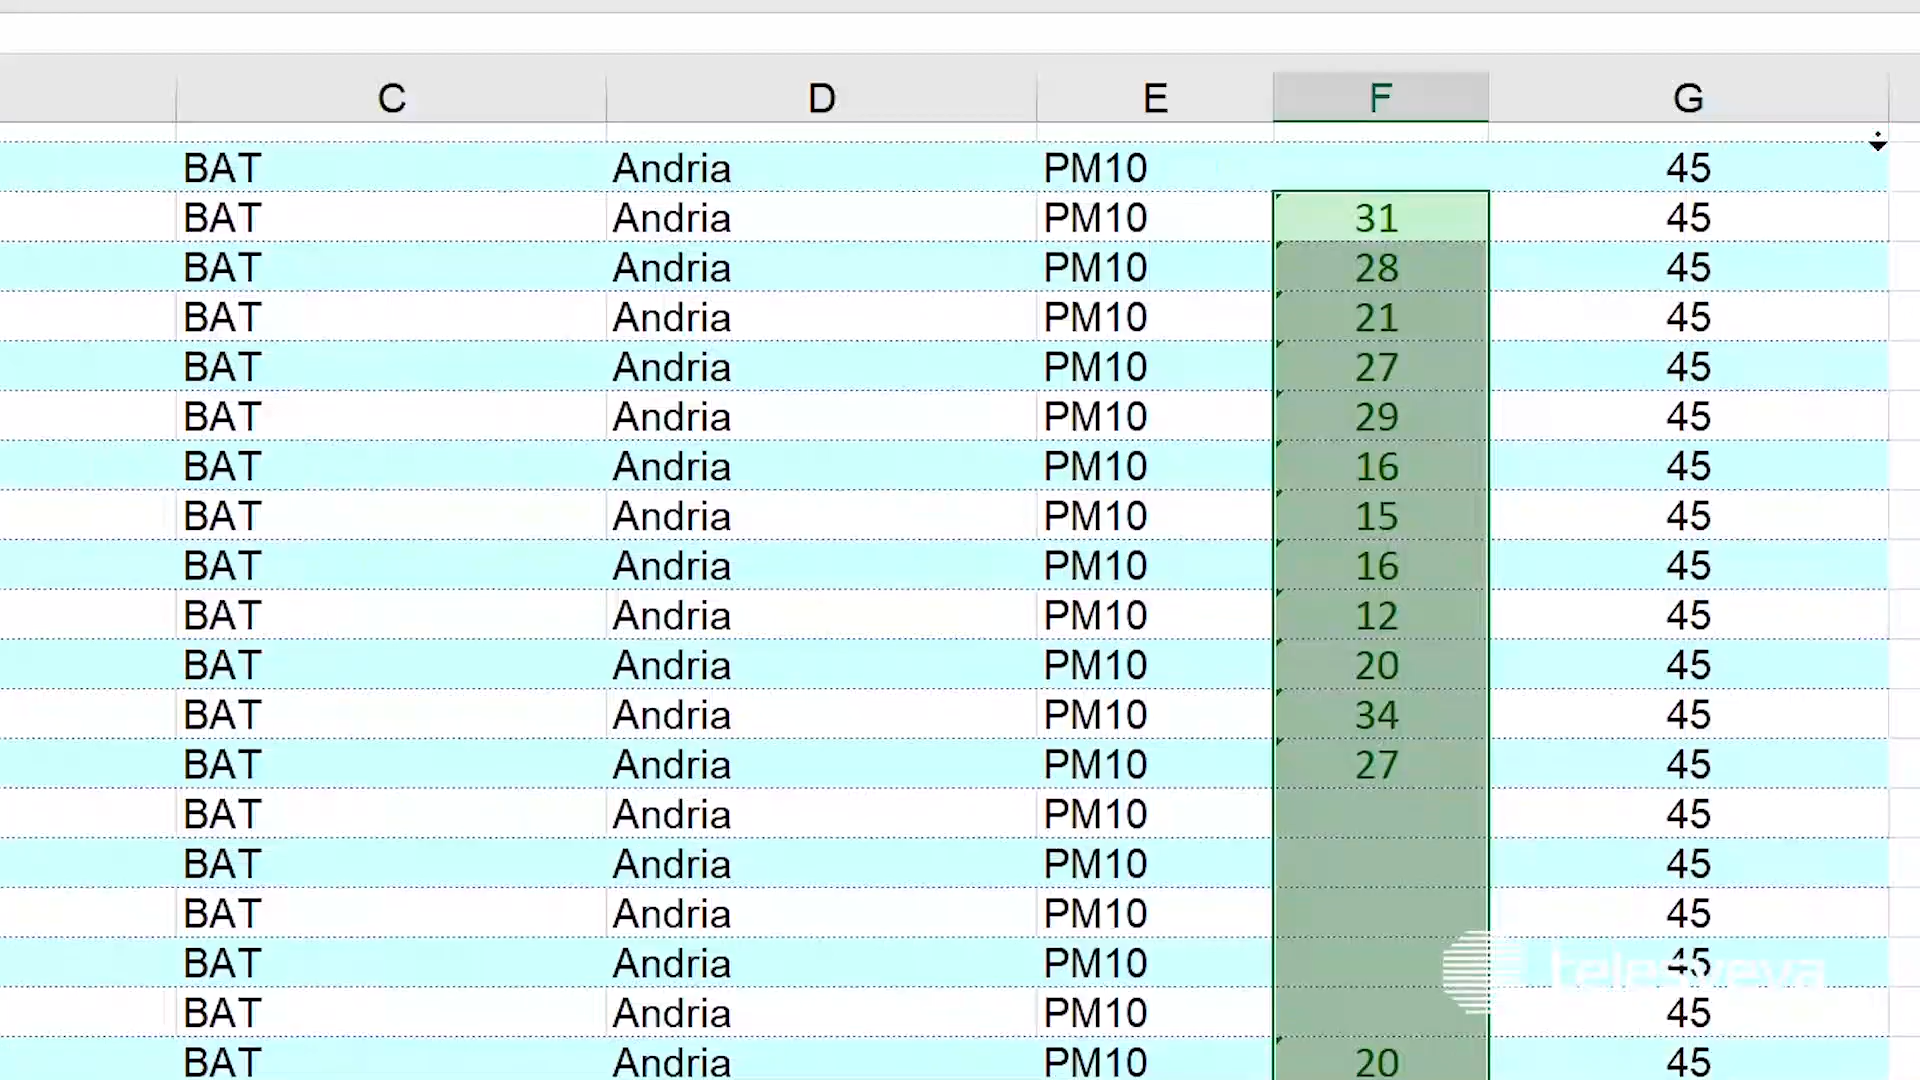 C D E F G
BAT Andria PM10 45
BAT Andria PM10 31 45
BAT Andria PM10 28 45
BAT Andria PM10 21 45
BAT Andria PM10 27 45
BAT Andria PM10 29 45
BAT Andria PM10 16 45
BAT Andria PM10 15 45
BAT Andria PM10 16 45
BAT Andria PM10 12 45
BAT Andria PM10 20 45
BAT Andria PM10 34 45
BAT Andria PM10 27 45
BAT Andria PM10 45
BAT Andria PM10 45
BAT Andria PM10 45
BAT Andria PM10 45
telesveva
BAT Andria PM10 45
BAT Andria PM10 20 45